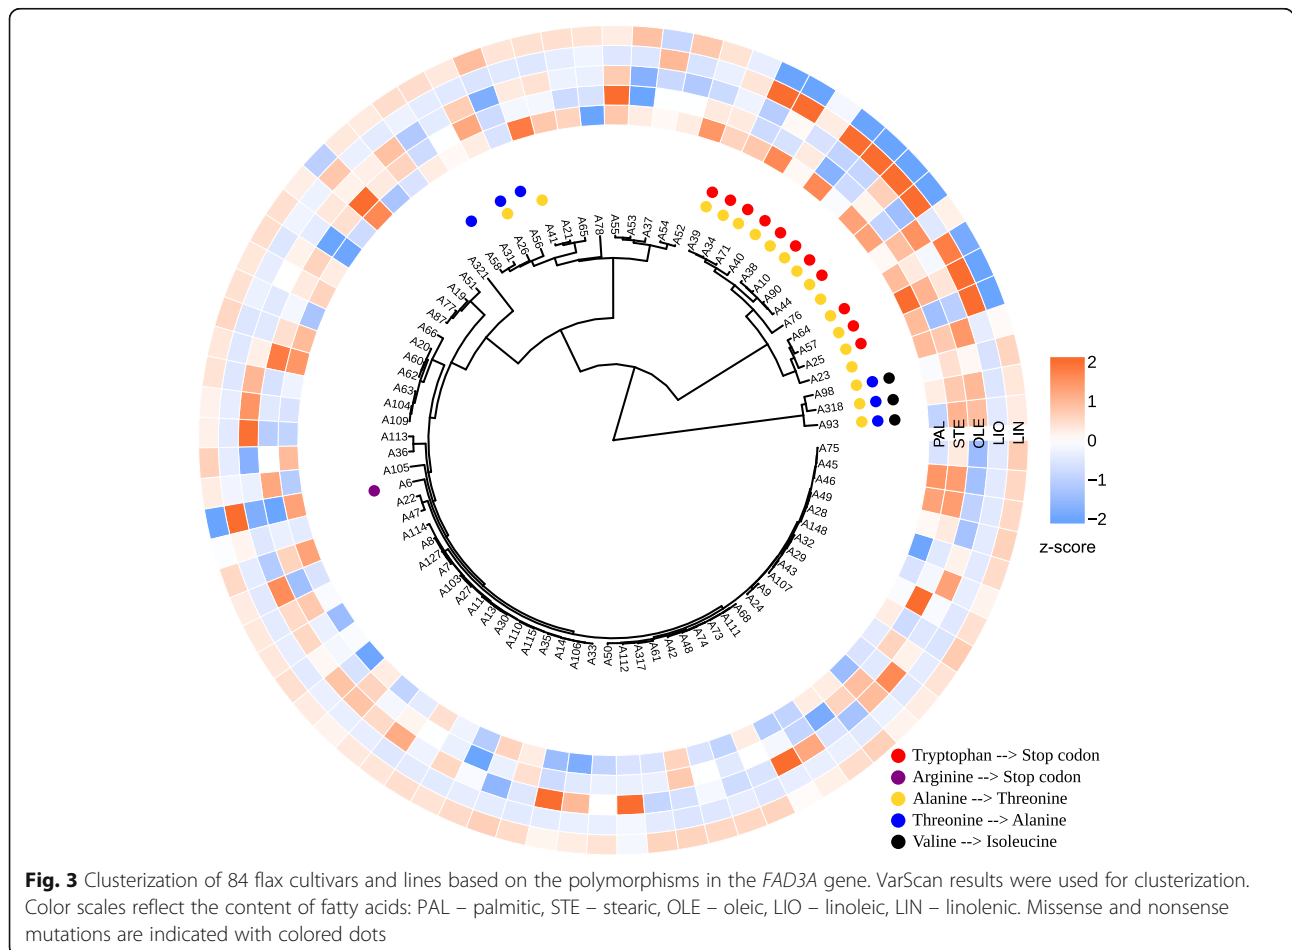 A321
A58
A31
A26
A56
A41
A21
A65
A78
A55
A53
A37
A54
A52
A39
A34
A71
A40
A38
A10
A90
A44
A76
A64
A57
A25
A23
A98
A318
A93
A75
A45
A46
A49
A28
A148
A32
A29
A43
A107
A9
A24
A68
A111
A73
A74
A48
A42
A61
A317
A112
A50
A33
A106
A14
A35
A115
A110
A30
A13
A11
A27
A103
A7
A127
A8
A114
A47
A22
A6
A105
A36
A113
A109
A104
A63
A62
A60
A20
A66
A87
A77
A19
A51
PAL
STE
OLE
LIO
LIN
2
1
0
−1
−2
z-score
Tryptophan --> Stop codon
Arginine --> Stop codon
Alanine --> Threonine
Threonine --> Alanine
Valine --> Isoleucine
Fig. 3 Clusterization of 84 flax cultivars and lines based on the polymorphisms in the FAD3A gene. VarScan results were used for clusterization.
Color scales reflect the content of fatty acids: PAL – palmitic, STE – stearic, OLE – oleic, LIO – linoleic, LIN – linolenic. Missense and nonsense
mutations are indicated with colored dots